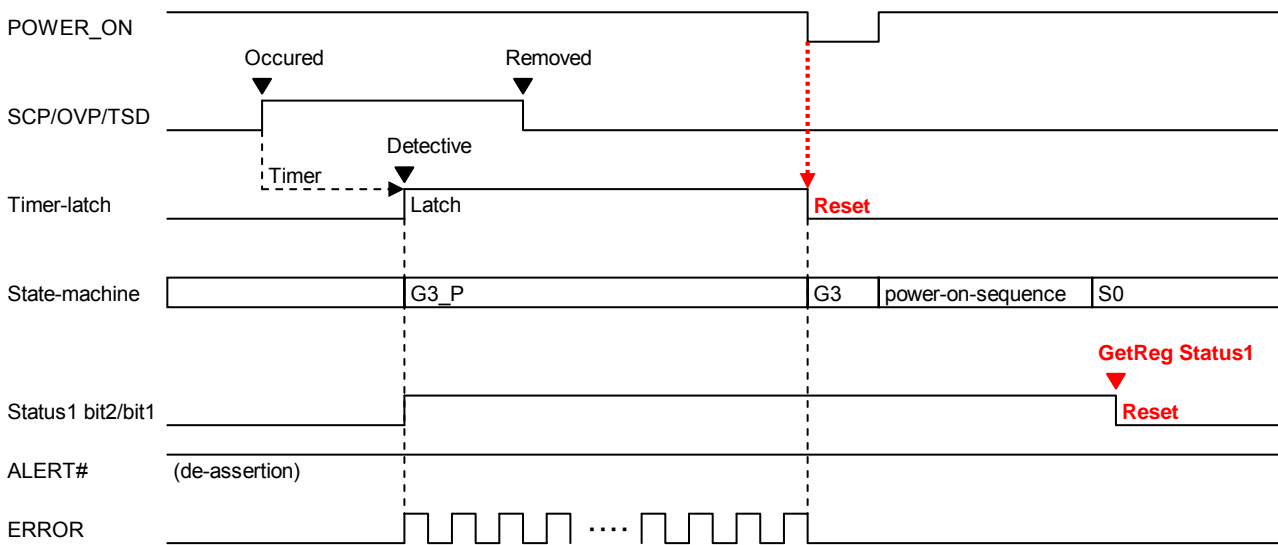 POWER_ON
Occured Removed
SCP/OVP/TSD
Detective
Timer
Timer-latch Latch Reset
State-machine G3_P G3 power-on-sequence S0
GetReg Status1
Status1 bit2/bit1 Reset
ALERT# (de-assertion)
ERROR ....